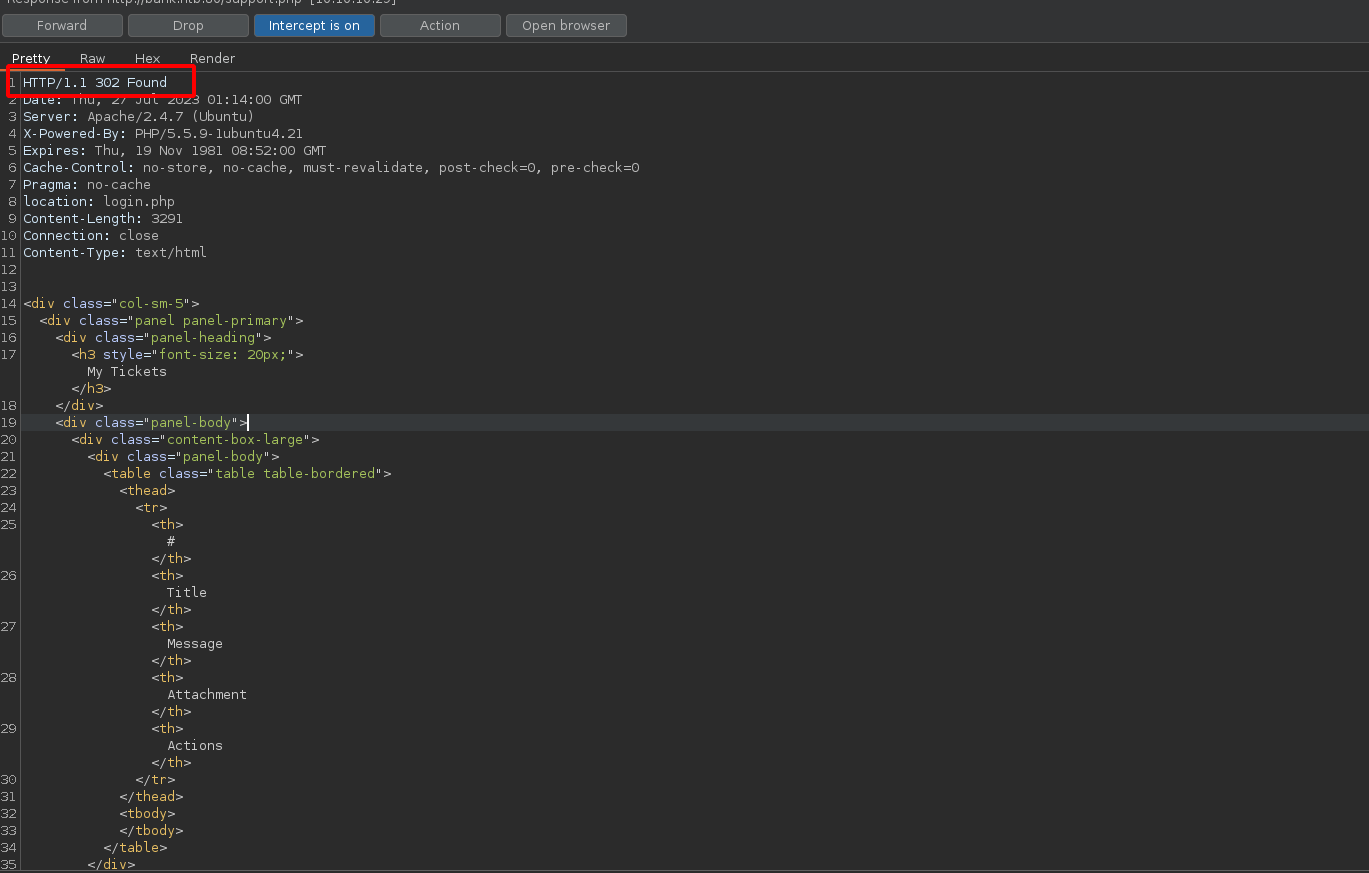 Response from http://bank.htb:80/support.php [10.10.10.29]
Forward Drop Intercept is on Action Open browser
Pretty Raw Hex Render
1 HTTP/1.1 302 Found
2 Date: Thu, 27 Jul 2023 01:14:00 GMT
3 Server: Apache/2.4.7 (Ubuntu)
4 X-Powered-By: PHP/5.5.9-1ubuntu4.21
5 Expires: Thu, 19 Nov 1981 08:52:00 GMT
6 Cache-Control: no-store, no-cache, must-revalidate, post-check=0, pre-check=0
7 Pragma: no-cache
8 location: login.php
9 Content-Length: 3291
10 Connection: close
11 Content-Type: text/html
12
13
14 <div class="col-sm-5">
15 <div class="panel panel-primary">
16 <div class="panel-heading">
17 <h3 style="font-size: 20px;">
My Tickets
</h3>
18 </div>
19 <div class="panel-body">
20 <div class="content-box-large">
21 <div class="panel-body">
22 <table class="table table-bordered">
23 <thead>
24 <tr>
25 <th>
#
</th>
26 <th>
Title
</th>
27 <th>
Message
</th>
28 <th>
Attachment
</th>
29 <th>
Actions
</th>
30 </tr>
31 </thead>
32 <tbody>
33 </tbody>
34 </table>
35 </div>